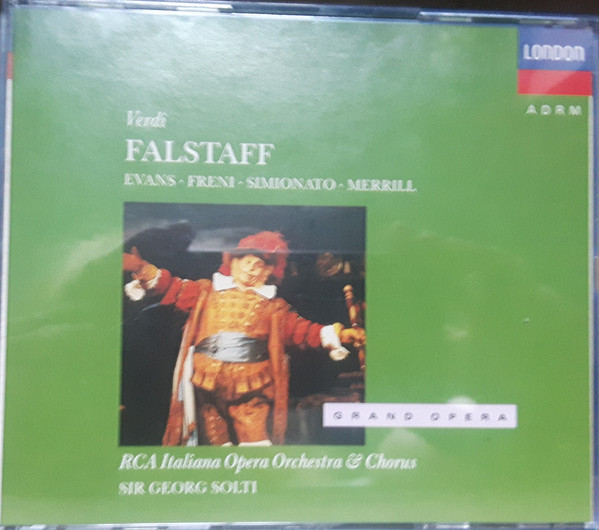 LONDON
ADRM
Verdi
FALSTAFF
EVANS · FRENI · SIMIONATO · MERRILL
GRAND OPERA
RCA Italiana Opera Orchestra & Chorus
SIR GEORG SOLTI